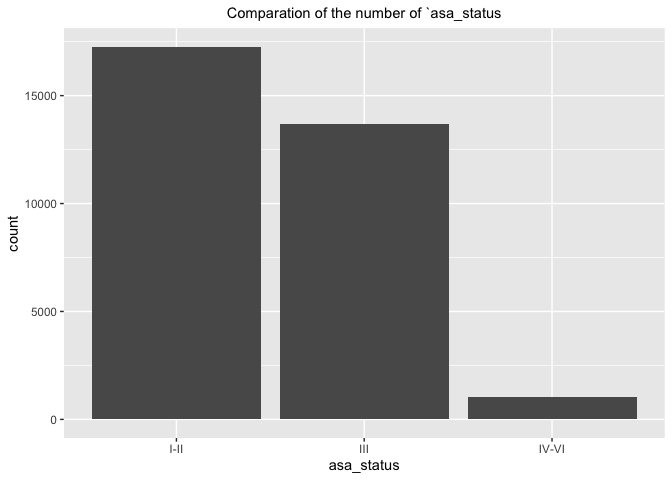 Comparation of the number of `asa_status
15000
10000
5000
0
count
I-II
III
IV-VI
asa_status